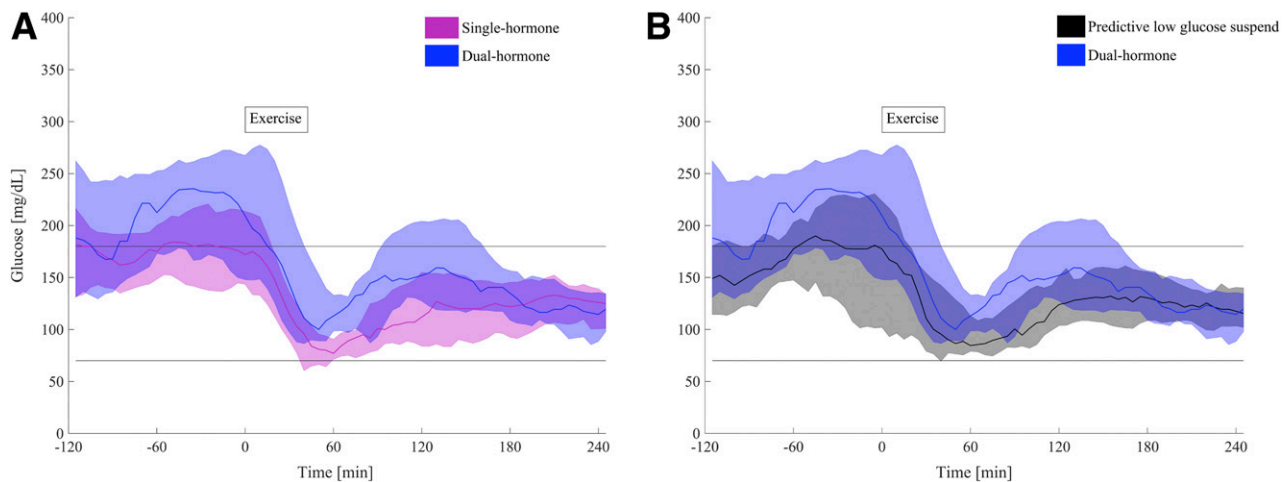 A
Single-hormone
Dual-hormone
Exercise
Glucose [mg/dL]
400
350
300
250
200
150
100
50
0
-120
-60
0
60
120
180
240
Time [min]
B
Predictive low glucose suspend
Dual-hormone
Exercise
400
350
300
250
200
150
100
50
0
-120
-60
0
60
120
180
240
Time [min]